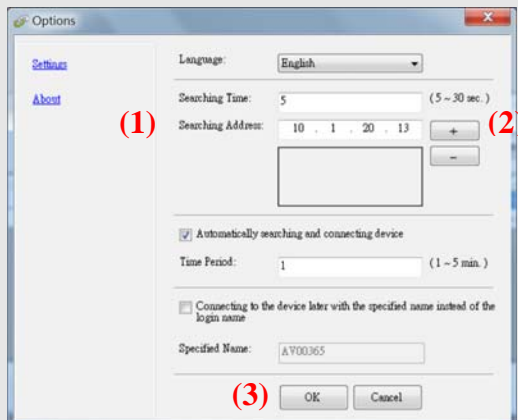 Options
Settings
About
Language:
English
Searching Time:
5
( 5 ~ 30 sec. )
(1)
Searching Address:
10 . 1 . 20 . 13
+
(2)
−
Automatically searching and connecting device
Time Period:
1
( 1 ~ 5 min. )
Connecting to the device later with the specified name instead of the
login name
Specified Name:
AV00365
(3)
OK
Cancel